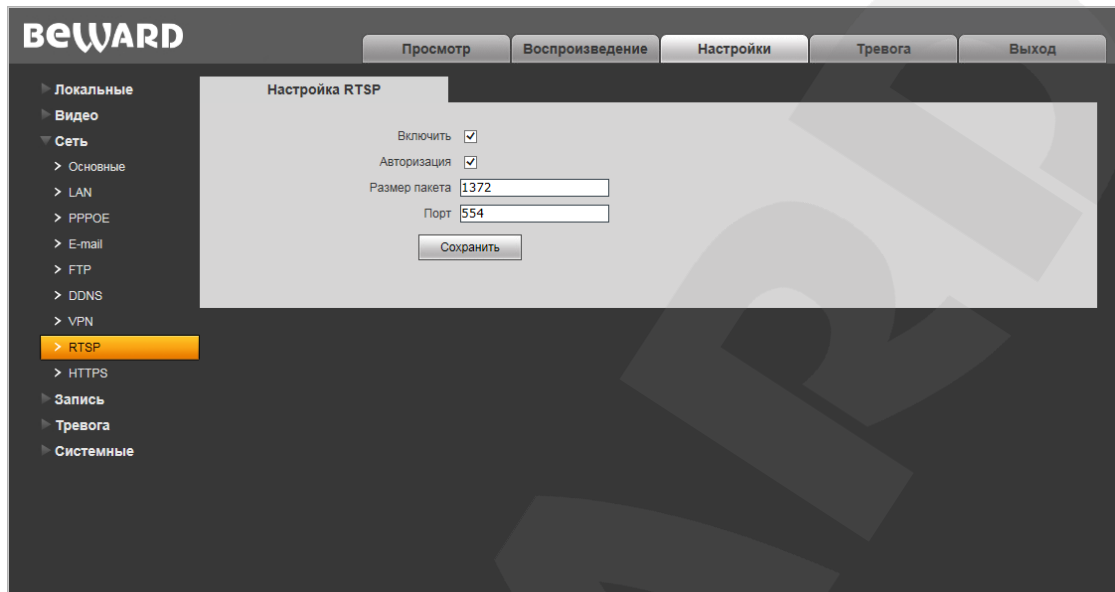 BEWARD
Просмотр
Воспроизведение
Настройки
Тревога
Выход
Локальные
Видео
Сеть
Основные
LAN
PPPOE
E-mail
FTP
DDNS
VPN
RTSP
HTTPS
Запись
Тревога
Системные
Настройка RTSP
Включить
Авторизация
Размер пакета 1372
Порт 554
Сохранить